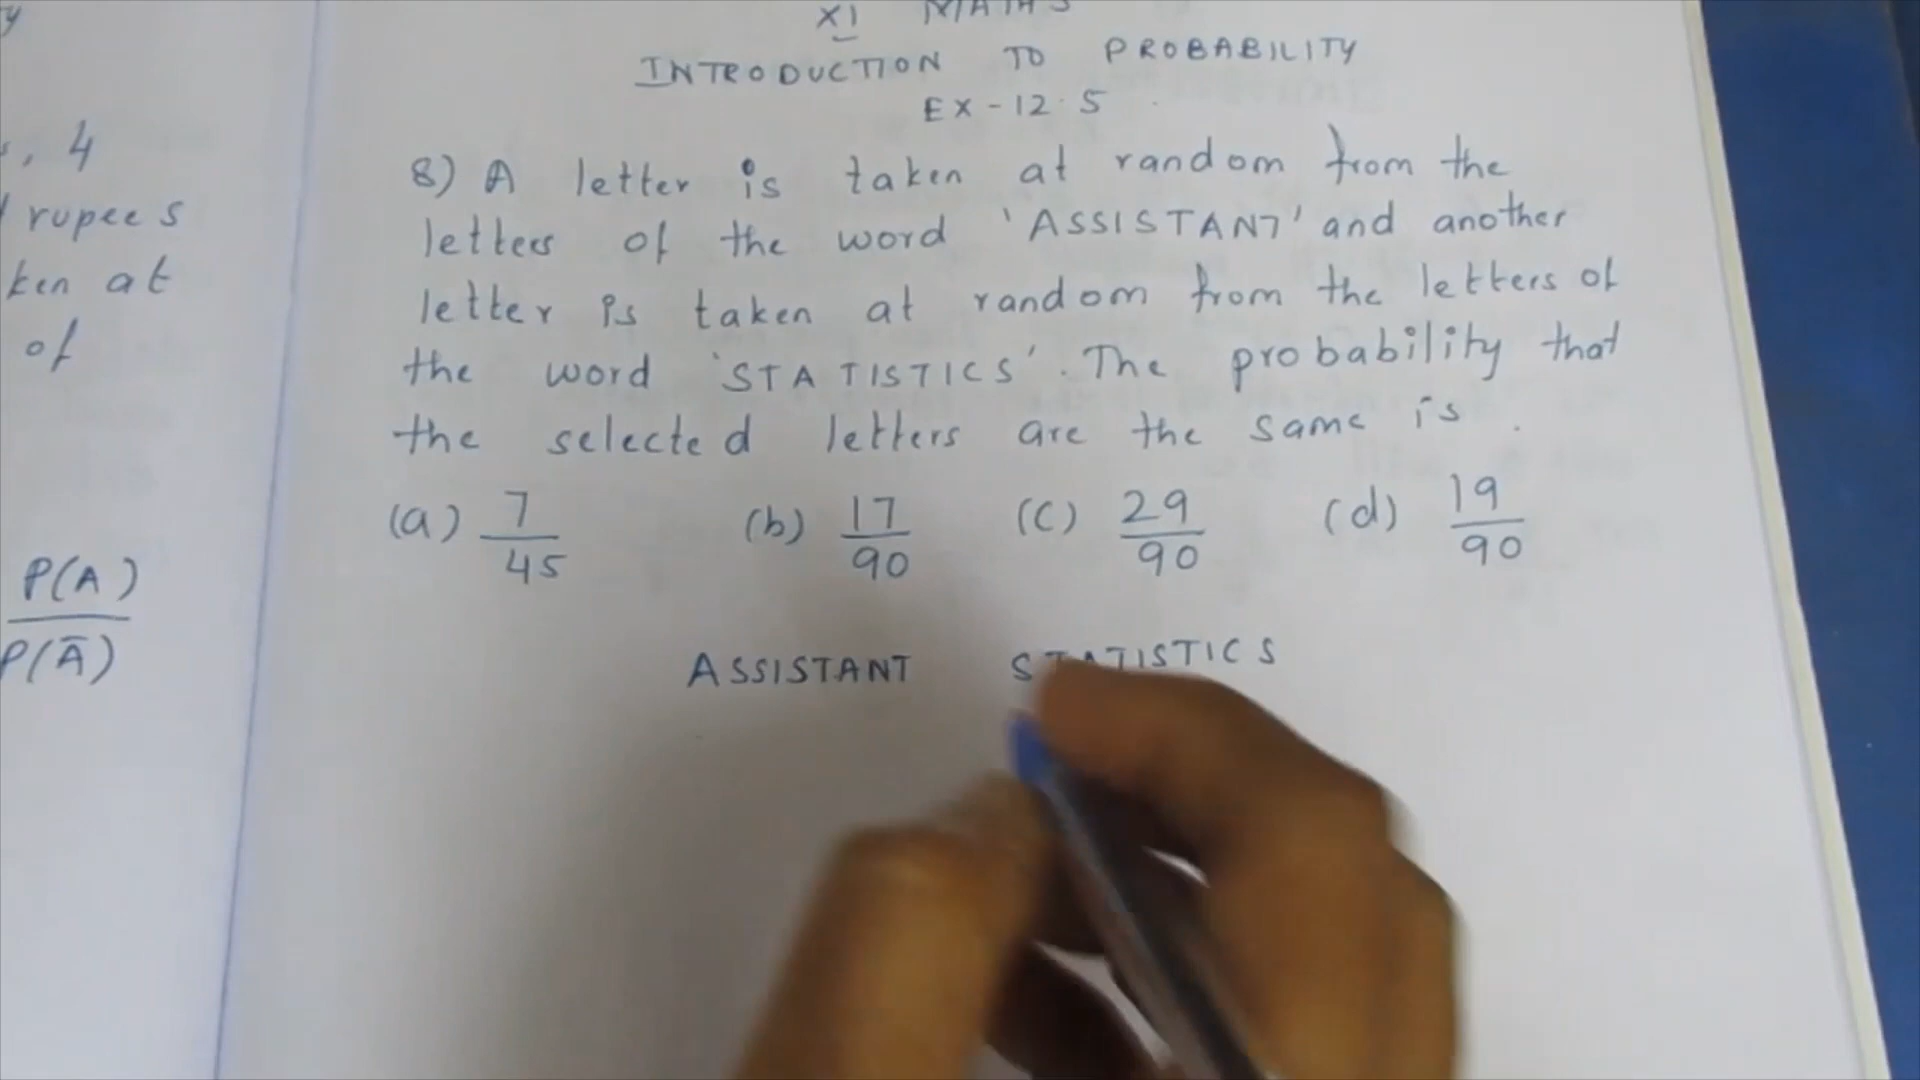 XI MATHS
INTRODUCTION TO PROBABILITY
EX-12.5
, 4
rupees
ken at
of
P(A)
P(Ā)
8) A letter is taken at random from the
letters of the word 'ASSISTANT' and another
letter is taken at random from the letters of
the word 'STATISTICS'. The probability that
the selected letters are the same is .
(a) 7/45 (b) 17/90 (c) 29/90 (d) 19/90
ASSISTANT STATISTICS